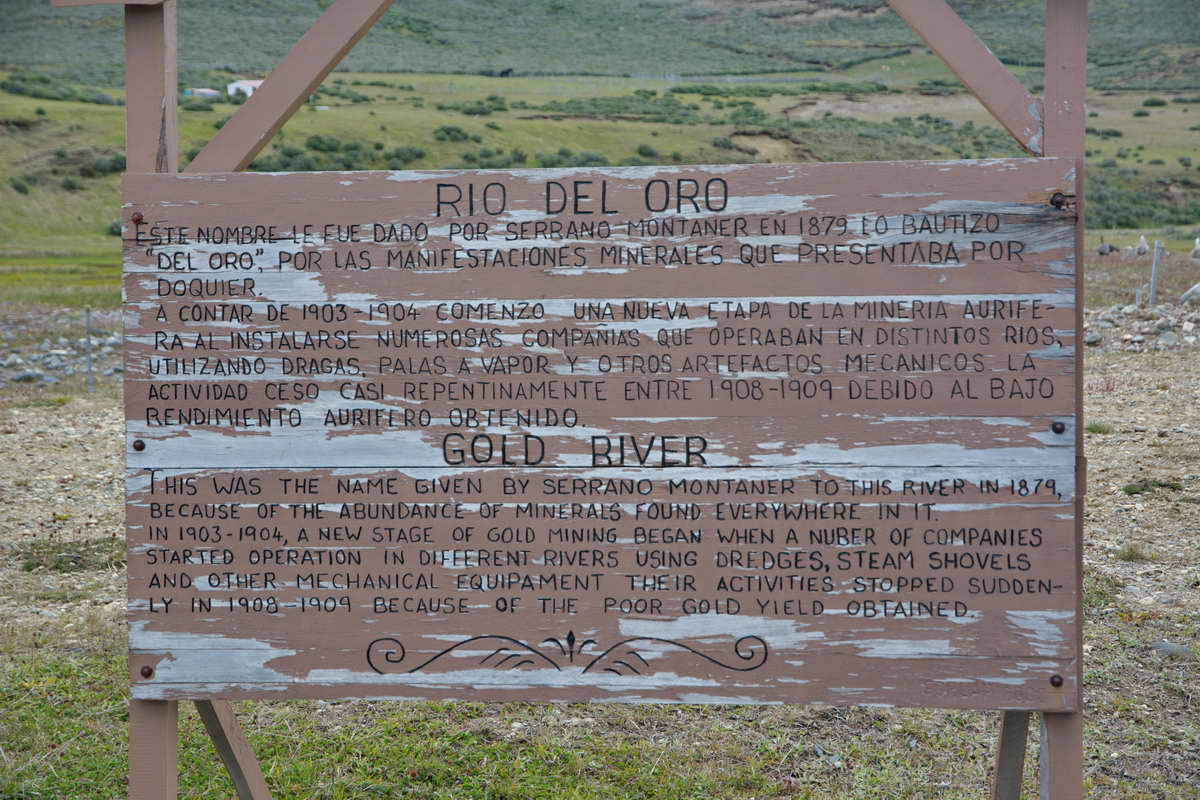 RIO DEL ORO
ESTE NOMBRE LE FUE DADO POR SERRANO MONTANER EN 1879 LO BAUTIZO
"DEL ORO", POR LAS MANIFESTACIONES MINERALES QUE PRESENTABA POR
DOQUIER.
A CONTAR DE 1903-1904 COMENZO UNA NUEVA ETAPA DE LA MINERIA AURIFE-
RA AL INSTALARSE NUMEROSAS COMPAÑIAS QUE OPERABAN EN DISTINTOS RIOS,
UTILIZANDO DRAGAS, PALAS A VAPOR Y OTROS ARTEFACTOS MECANICOS LA
ACTIVIDAD CESO CASI REPENTINAMENTE ENTRE 1908-1909 DEBIDO AL BAJO
RENDIMIENTO AURIFERO OBTENIDO.
GOLD RIVER
THIS WAS THE NAME GIVEN BY SERRANO MONTANER TO THIS RIVER IN 1879,
BECAUSE OF THE ABUNDANCE OF MINERALS FOUND EVERYWHERE IN IT.
IN 1903-1904, A NEW STAGE OF GOLD MINING BEGAN WHEN A NUBER OF COMPANIES
STARTED OPERATION IN DIFFERENT RIVERS USING DREDGES, STEAM SHOVELS
AND OTHER MECHANICAL EQUIPAMENT THEIR ACTIVITIES STOPPED SUDDEN-
LY IN 1908-1909 BECAUSE OF THE POOR GOLD YIELD OBTAINED.